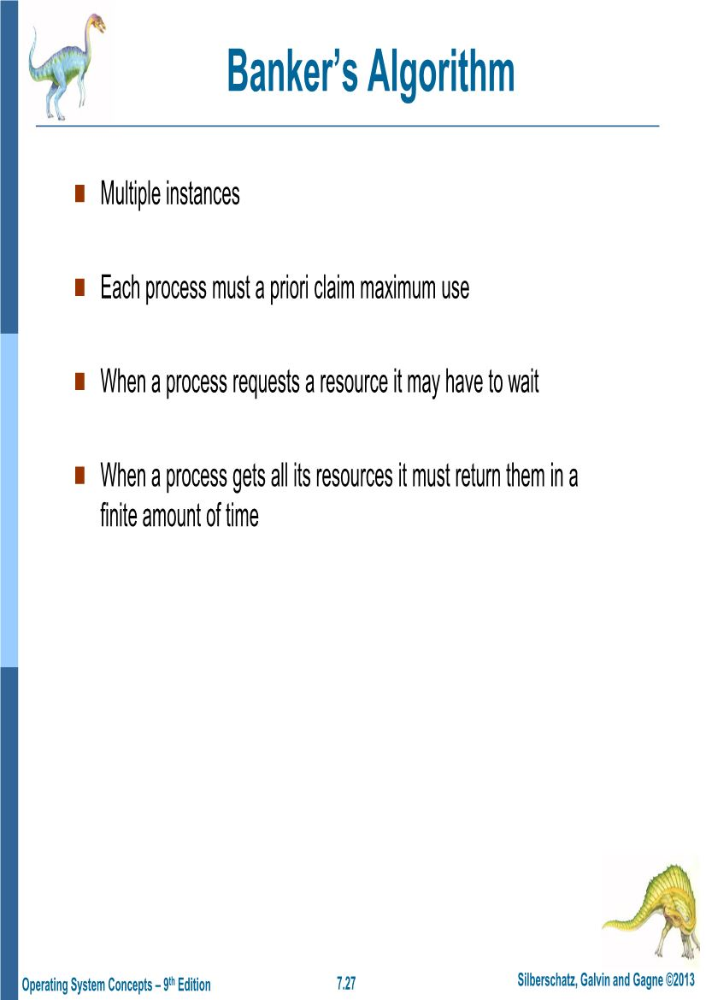 Banker’s Algorithm
Multiple instances
Each process must a priori claim maximum use
When a process requests a resource it may have to wait
When a process gets all its resources it must return them in a
finite amount of time
Operating System Concepts – 9th Edition
7.27
Silberschatz, Galvin and Gagne ©2013